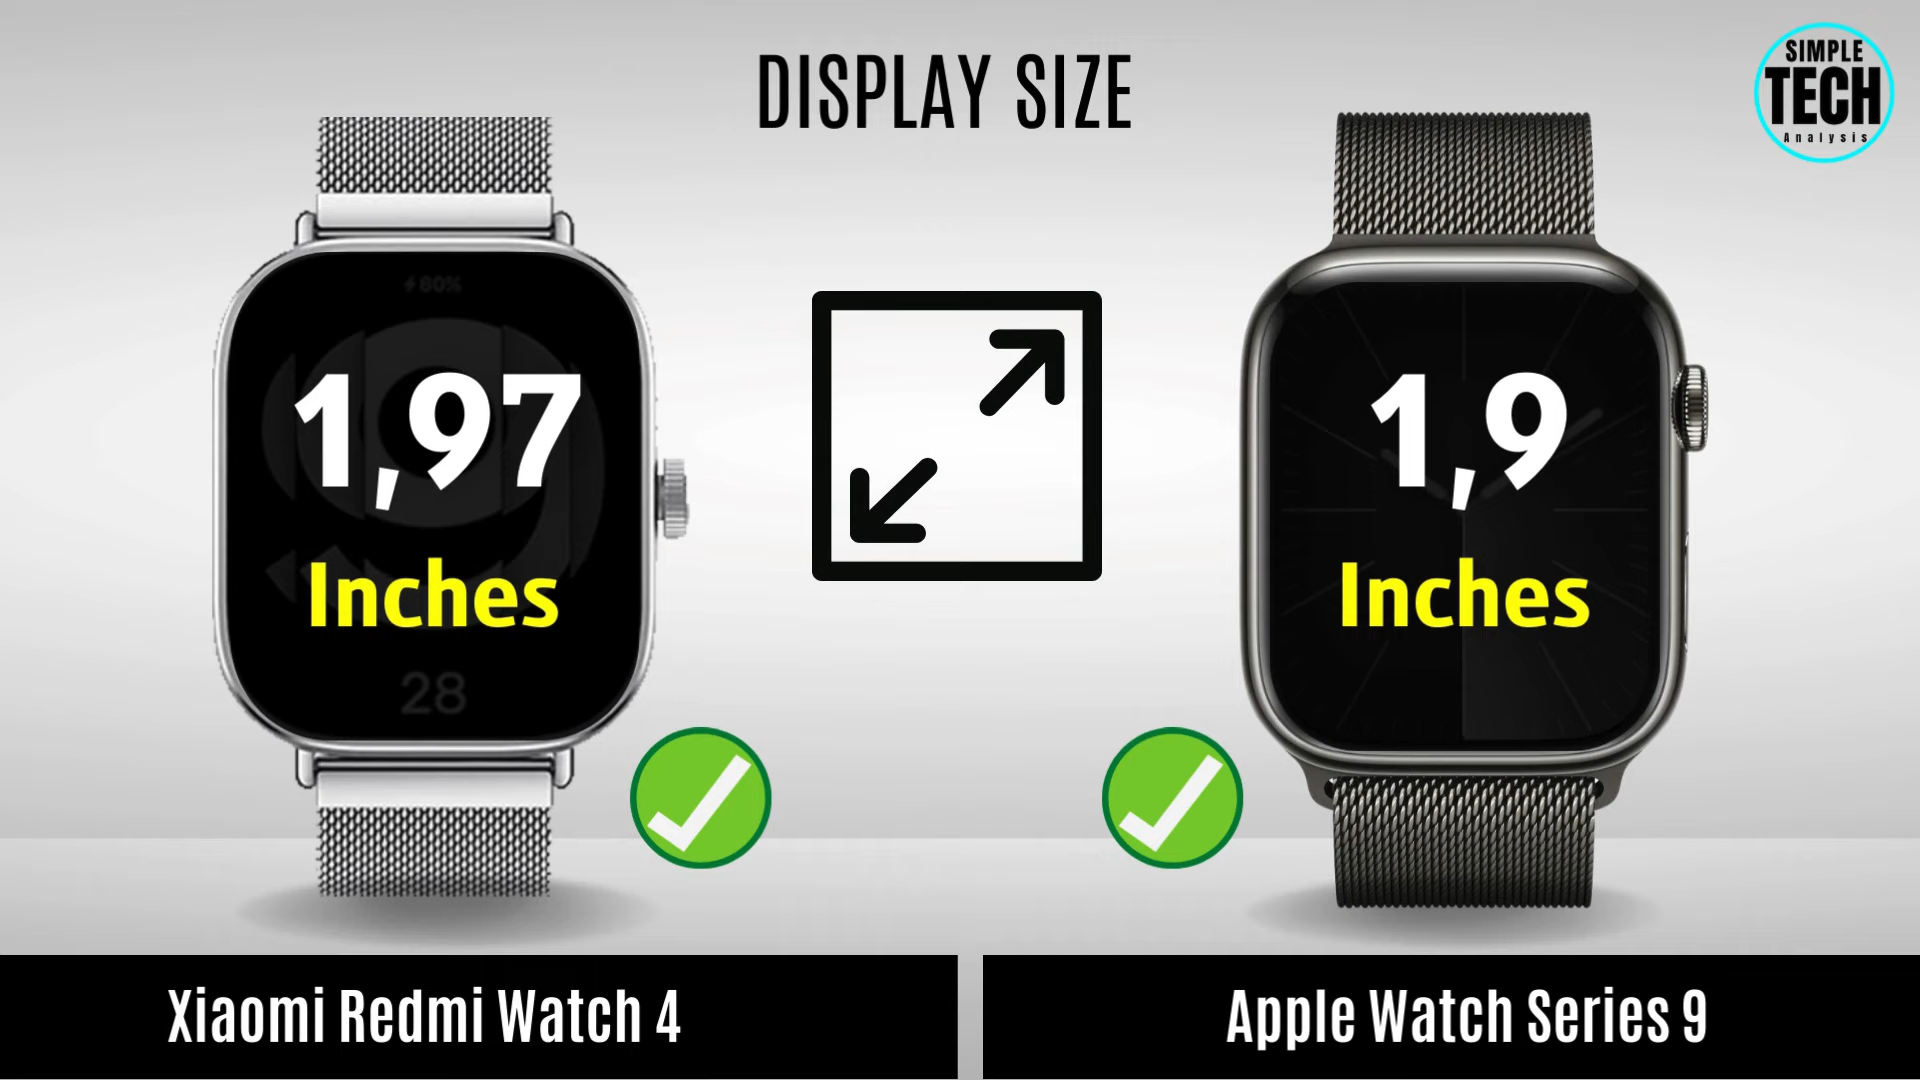 DISPLAY SIZE
SIMPLE
TECH
Analysis
80%
1,97
Inches
28
1,9
Inches
Xiaomi Redmi Watch 4
Apple Watch Series 9